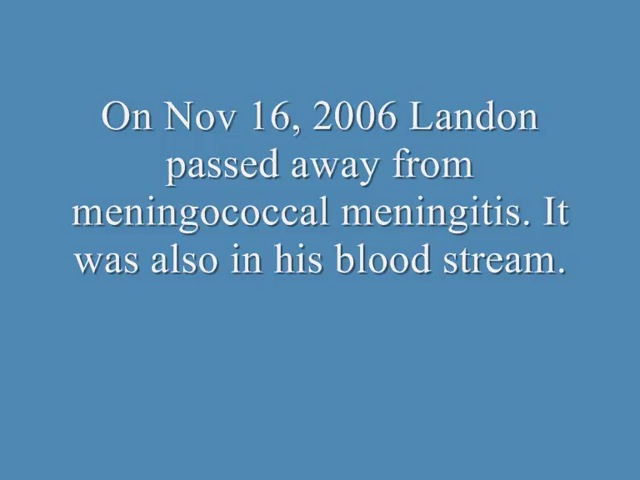 On Nov 16, 2006 Landon
passed away from
meningococcal meningitis. It
was also in his blood stream.